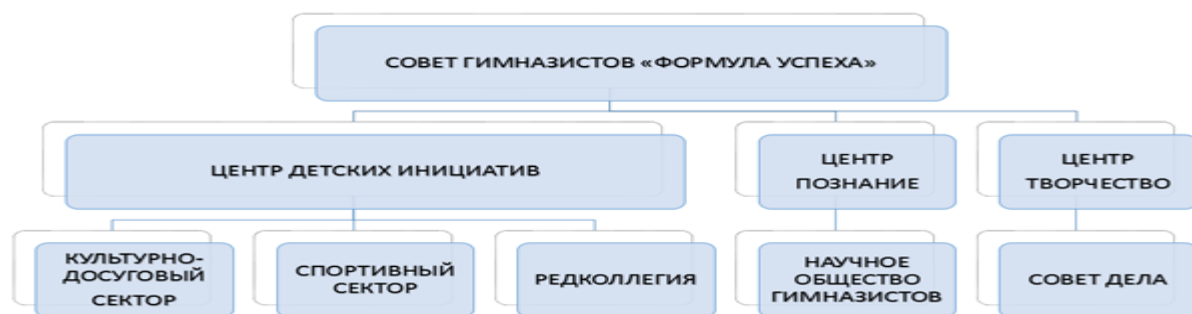 СОВЕТ ГИМНАЗИСТОВ «ФОРМУЛА УСПЕХА»
ЦЕНТР ДЕТСКИХ ИНИЦИАТИВ
ЦЕНТР
ПОЗНАНИЕ
ЦЕНТР
ТВОРЧЕСТВО
КУЛЬТУРНО-
ДОСУГОВЫЙ
СЕКТОР
СПОРТИВНЫЙ
СЕКТОР
РЕДКОЛЛЕГИЯ
НАУЧНОЕ
ОБЩЕСТВО
ГИМНАЗИСТОВ
СОВЕТ ДЕЛА